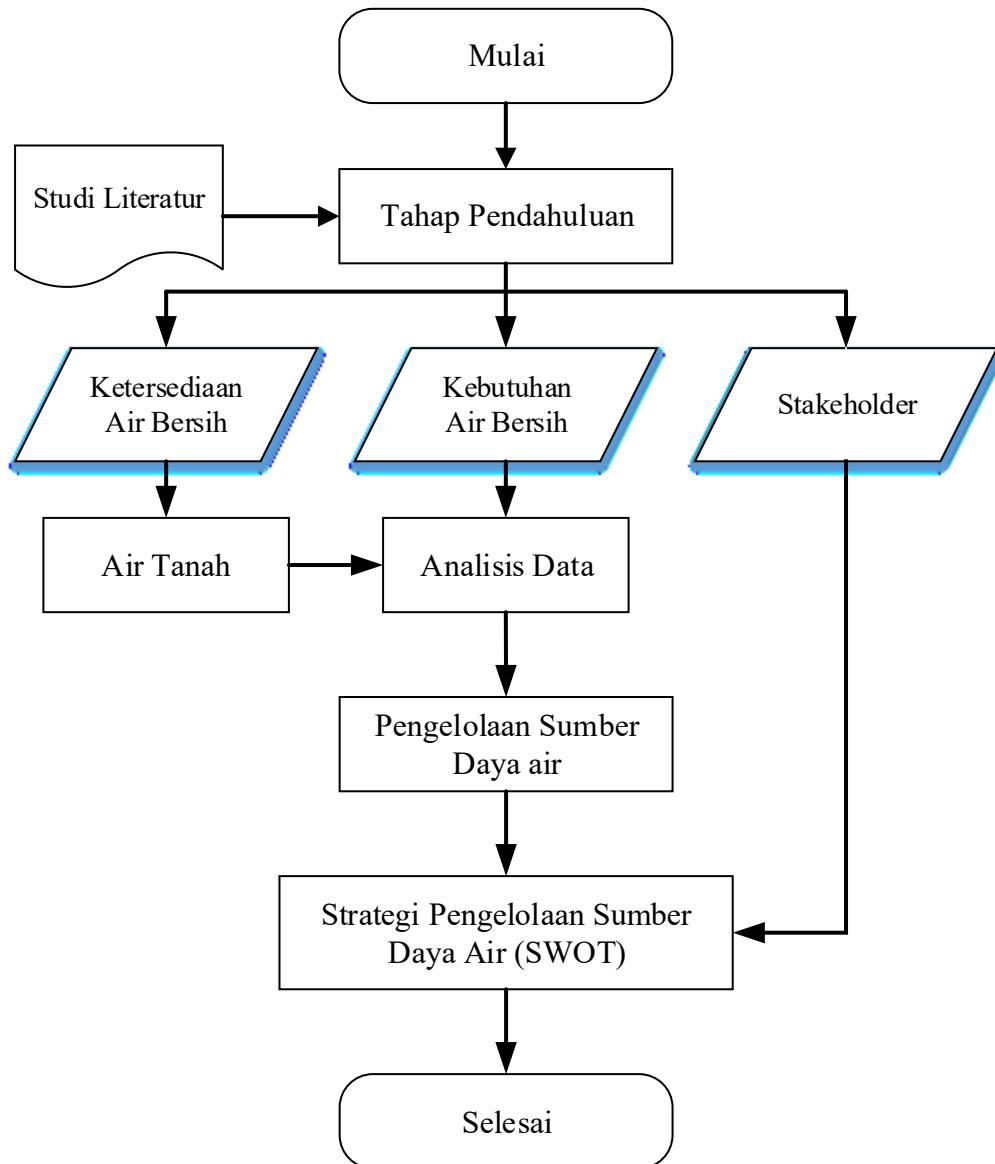 Mulai
Studi Literatur
Tahap Pendahuluan
Ketersediaan
Air Bersih
Kebutuhan
Air Bersih
Stakeholder
Air Tanah
Analisis Data
Pengelolaan Sumber
Daya air
Strategi Pengelolaan Sumber
Daya Air (SWOT)
Selesai